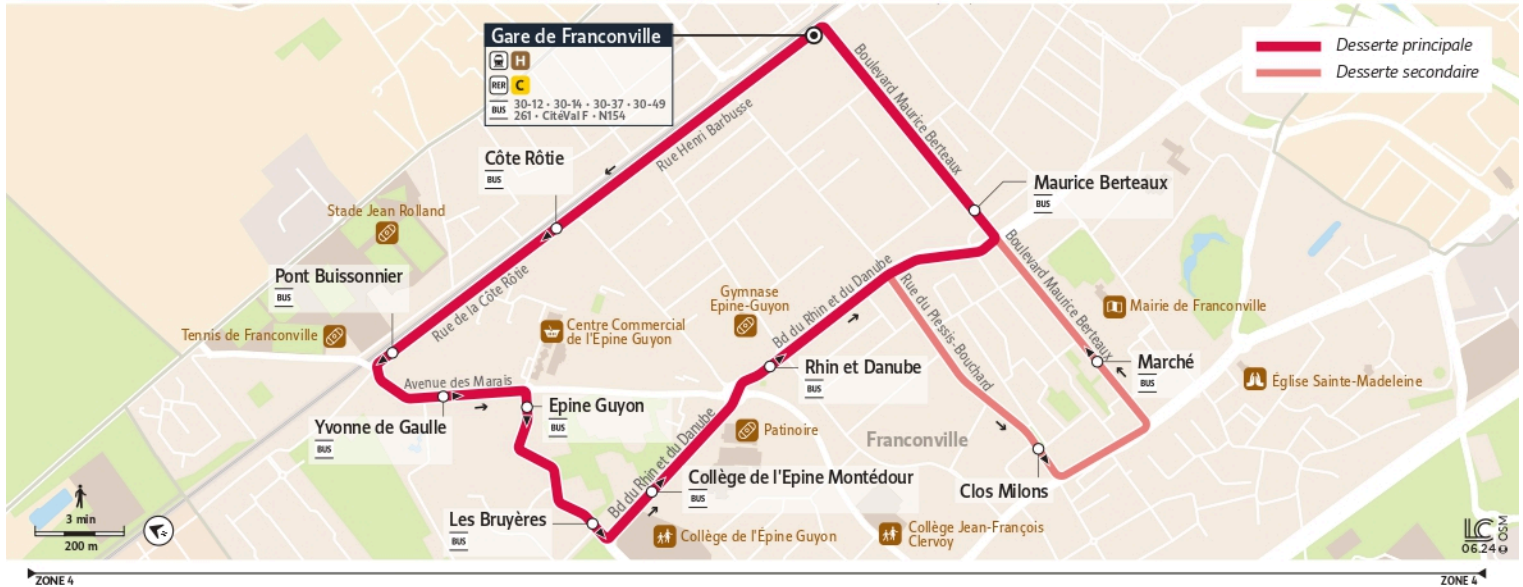 Gare de Franconville
H
RER C
BUS 30-12 • 30-14 • 30-37 • 30-49
261 • CitéVal F • N154
Desserte principale
Desserte secondaire
Boulevard Maurice Berteaux
Rue Henri Barbusse
Côte Rôtie
BUS
Maurice Berteaux
BUS
Stade Jean Rolland
Pont Buissonnier
BUS
Rue de la Côte Rôtie
Tennis de Franconville
Centre Commercial
de l'Epine Guyon
Gymnase
Epine-Guyon
Bd du Rhin et du Danube
Rue du Plessis-Bouchard
Boulevard Maurice Berteaux
Mairie de Franconville
Marché
BUS
Église Sainte-Madeleine
Rhin et Danube
BUS
Avenue des Marais
Yvonne de Gaulle
BUS
Epine Guyon
BUS
Bd du Rhin et du Danube
Patinoire
Franconville
Collège de l'Epine Montédour
BUS
Clos Milons
Les Bruyères
BUS
Collège de l'Épine Guyon
Collège Jean-François
Clervoy
3 min
200 m
LC
06.24 © OSM
ZONE 4
ZONE 4